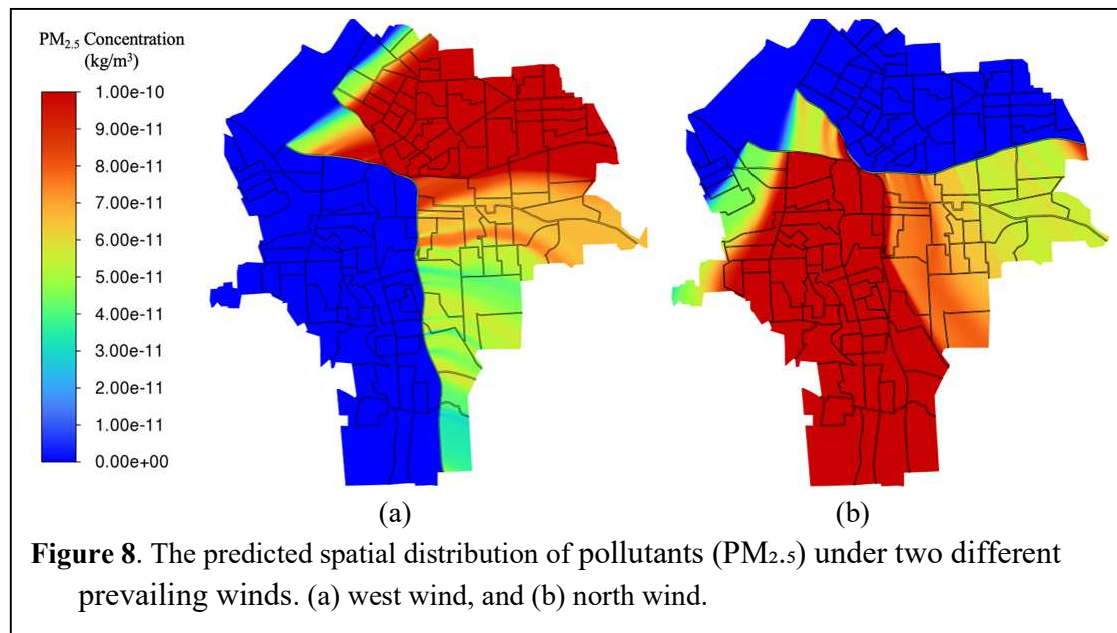 PM₂.₅ Concentration
(kg/m³)
1.00e-10
9.00e-11
8.00e-11
7.00e-11
6.00e-11
5.00e-11
4.00e-11
3.00e-11
2.00e-11
1.00e-11
0.00e+00
(a)
(b)
Figure 8. The predicted spatial distribution of pollutants (PM₂.₅) under two different
prevailing winds. (a) west wind, and (b) north wind.